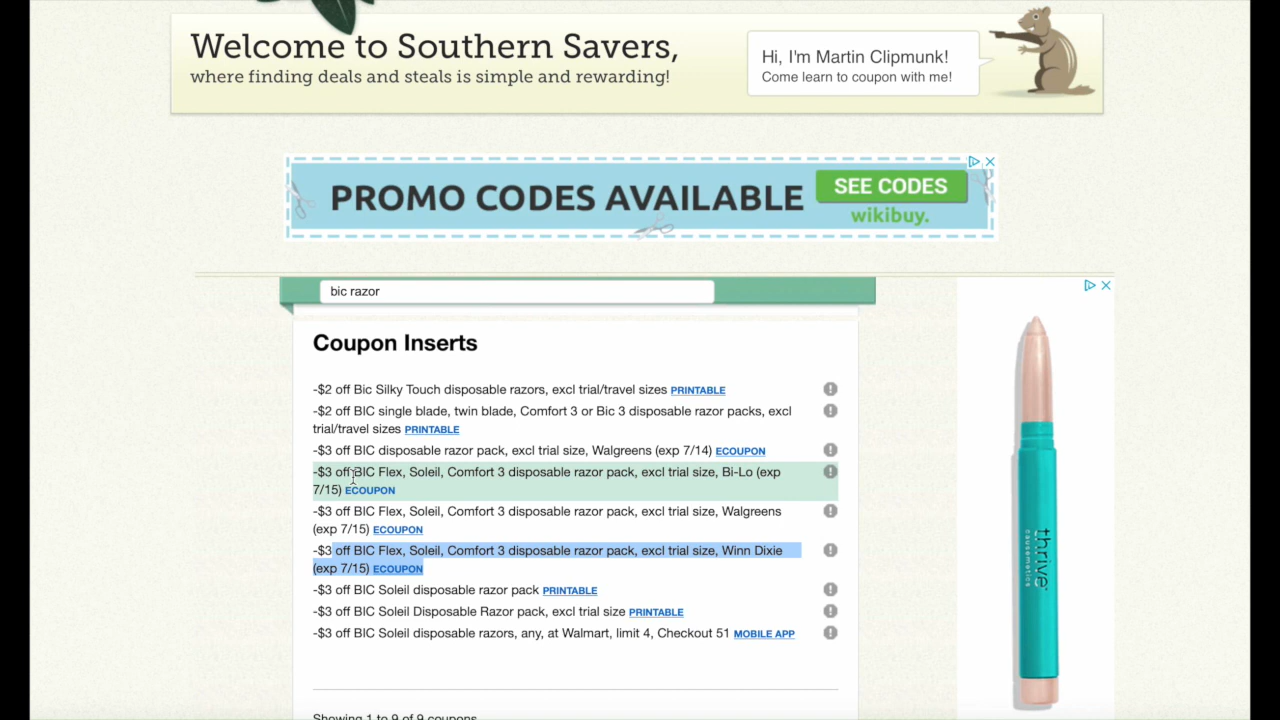 Welcome to Southern Savers,
where finding deals and steals is simple and rewarding!
Hi, I'm Martin Clipmunk!
Come learn to coupon with me!
PROMO CODES AVAILABLE
SEE CODES
wikibuy.
bic razor
Coupon Inserts
-$2 off Bic Silky Touch disposable razors, excl trial/travel sizes PRINTABLE
-$2 off BIC single blade, twin blade, Comfort 3 or Bic 3 disposable razor packs, excl
trial/travel sizes PRINTABLE
-$3 off BIC disposable razor pack, excl trial size, Walgreens (exp 7/14) ECOUPON
-$3 off BIC Flex, Soleil, Comfort 3 disposable razor pack, excl trial size, Bi-Lo (exp
7/15) ECOUPON
-$3 off BIC Flex, Soleil, Comfort 3 disposable razor pack, excl trial size, Walgreens
(exp 7/15) ECOUPON
-$3 off BIC Flex, Soleil, Comfort 3 disposable razor pack, excl trial size, Winn Dixie
(exp 7/15) ECOUPON
-$3 off BIC Soleil disposable razor pack PRINTABLE
-$3 off BIC Soleil Disposable Razor pack, excl trial size PRINTABLE
-$3 off BIC Soleil disposable razors, any, at Walmart, limit 4, Checkout 51 MOBILE APP
Showing 1 to 9 of 9 coupons
thrive
causemetics